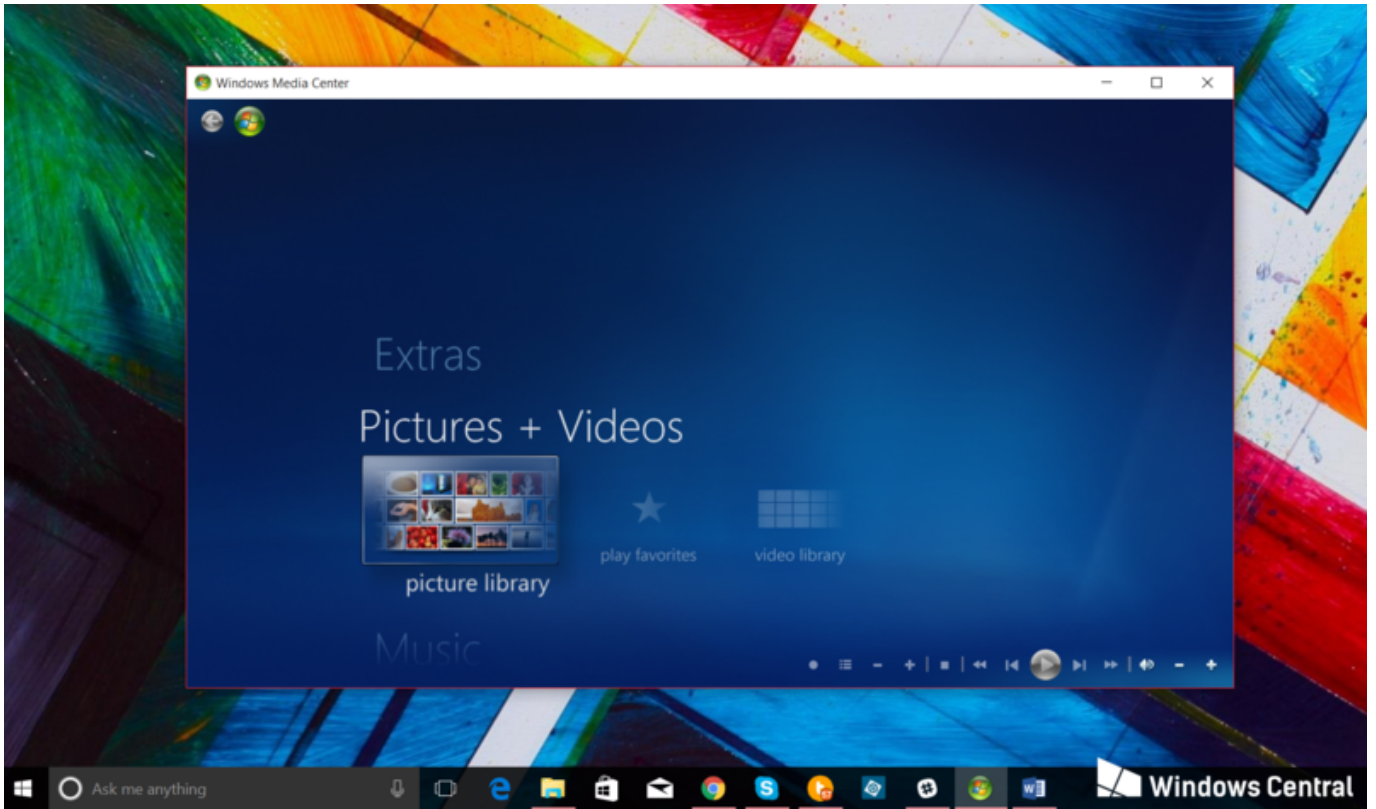 Windows Media Center
Extras
Pictures + Videos
play favorites
video library
picture library
Music
Ask me anything
Windows Central